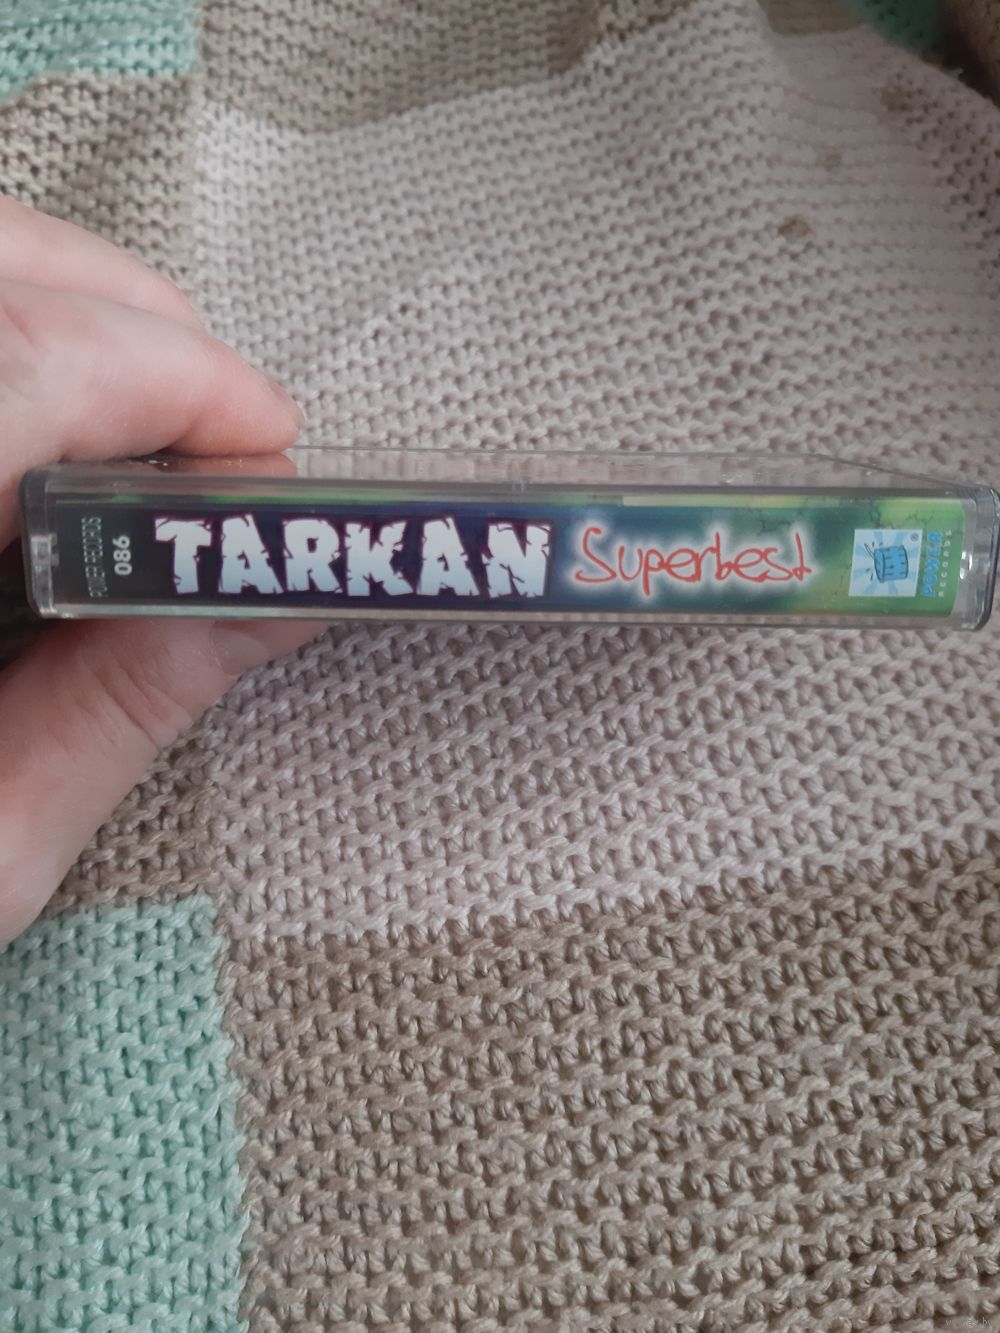 POWER RECORDS
086
TARKAN
Superbest
®
POWER
RECORDS